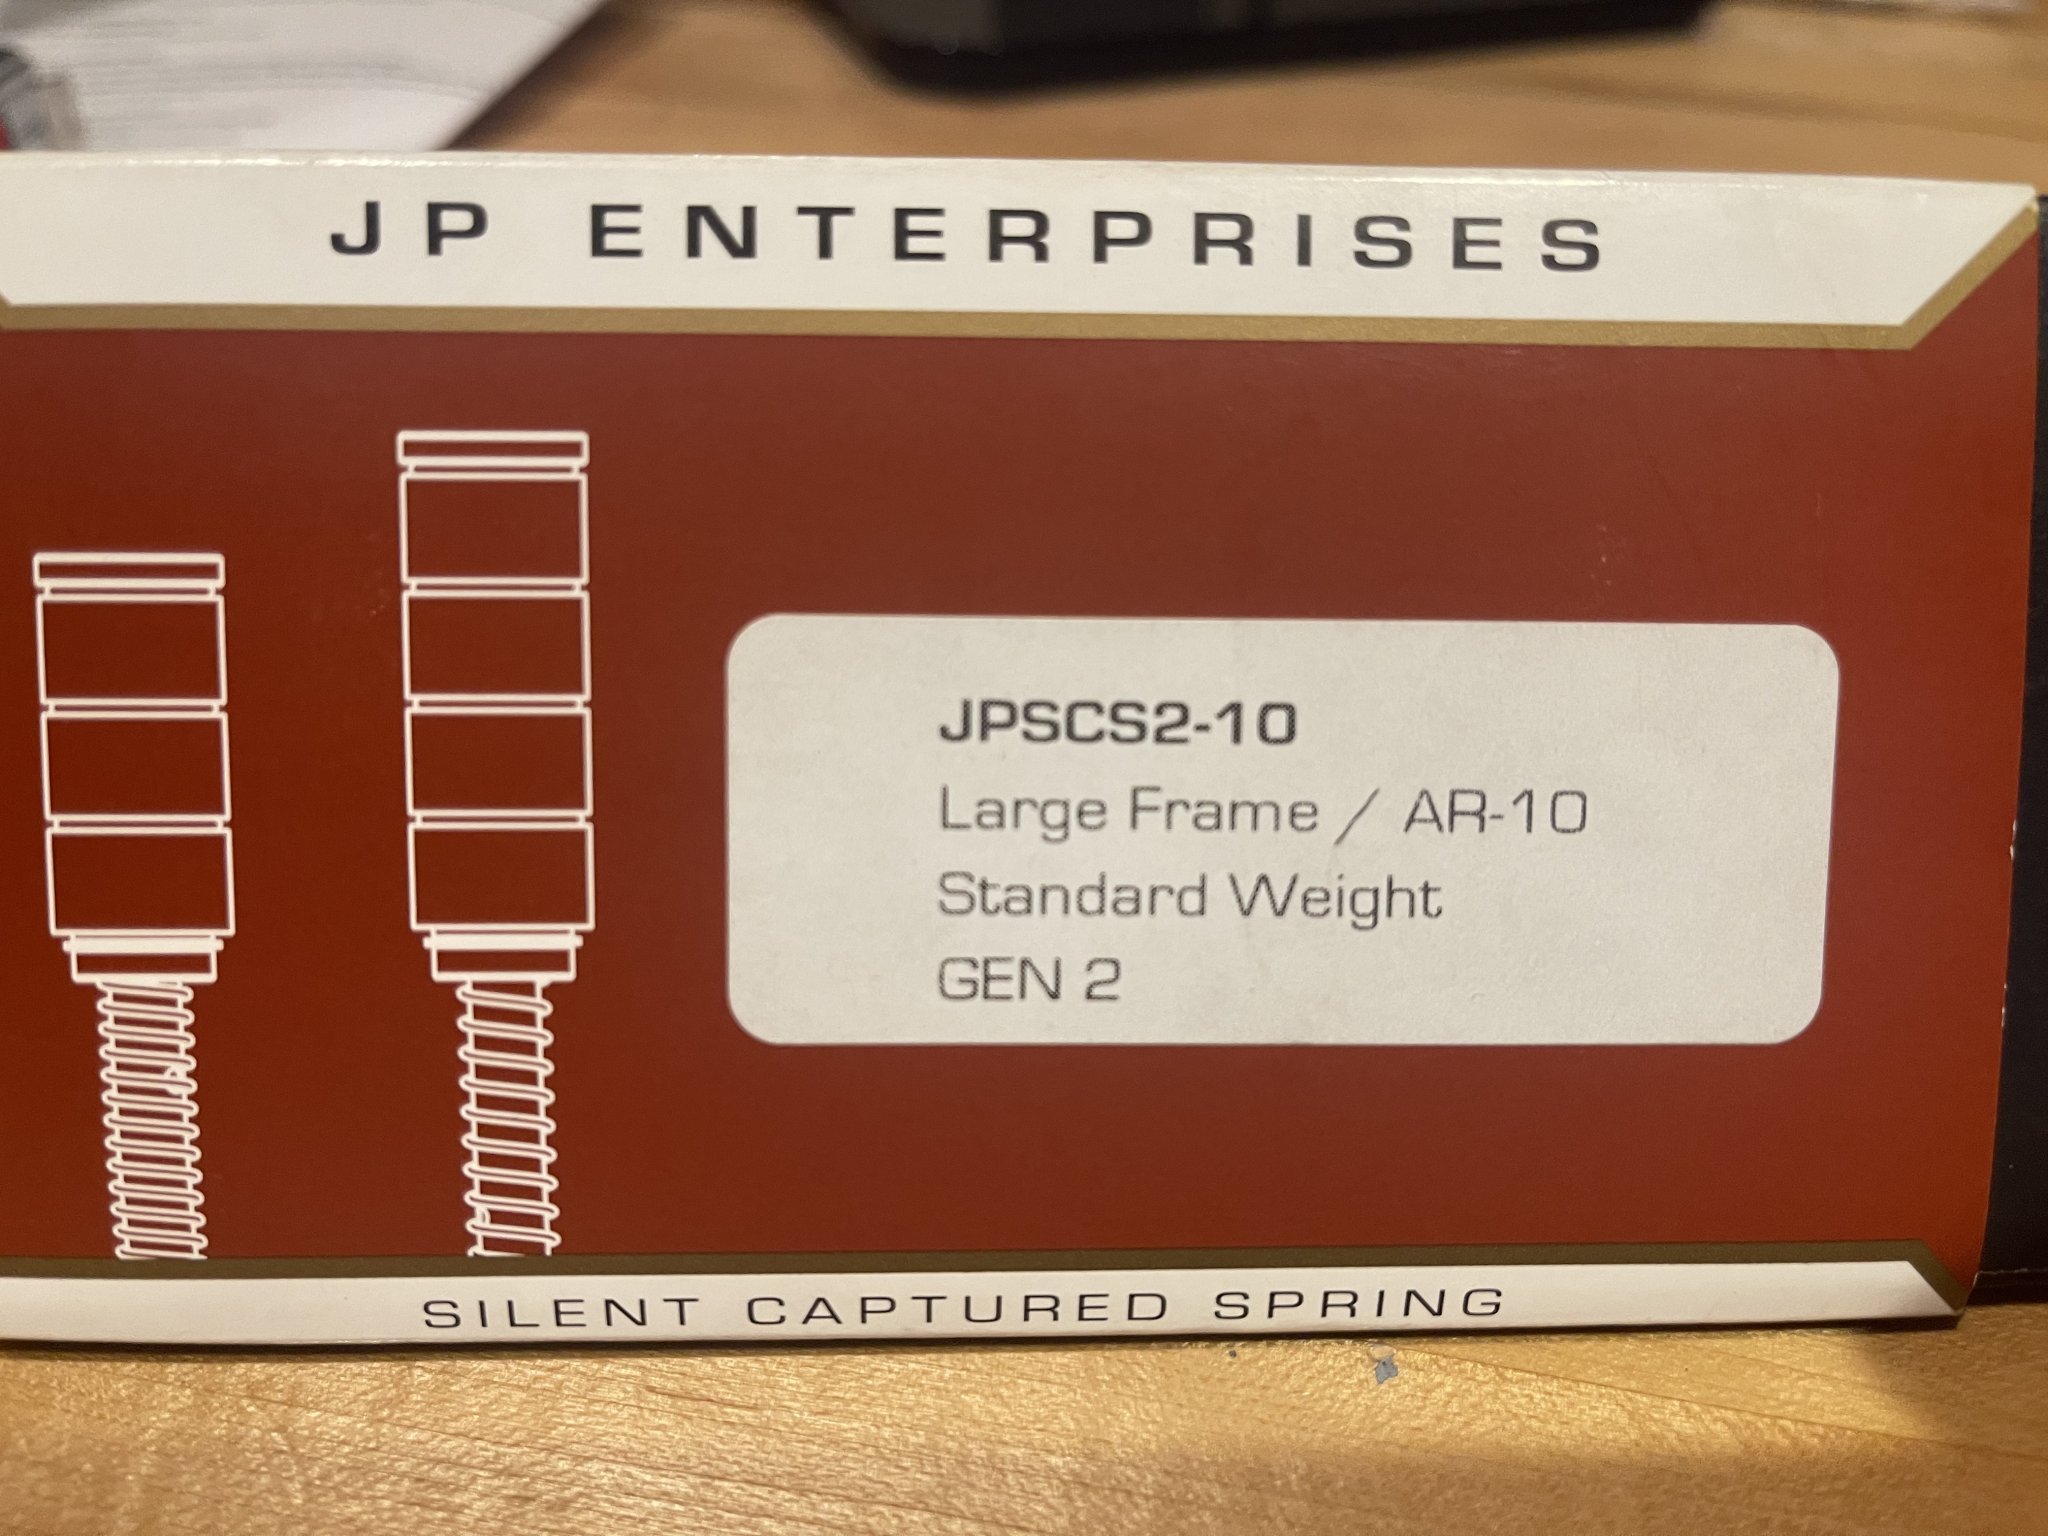 JP ENTERPRISES
JPSCS2-10
Large Frame / AR-10
Standard Weight
GEN 2
SILENT CAPTURED SPRING